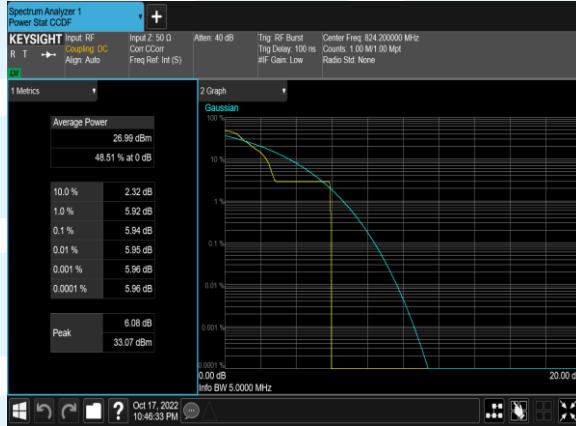 Spectrum Analyzer 1
Power Stat CCDF
+
KEYSIGHT
R T
Input: RF
Coupling: DC
Align: Auto
Input Z: 50 Ω
Corr CCorr
Freq Ref: Int (S)
Atten: 40 dB
Trig: RF Burst
Trig Delay: 100 ns
#IF Gain: Low
Center Freq: 824.200000 MHz
Counts: 1.00 M/1.00 Mpt
Radio Std: None
1 Metrics
Average Power
26.99 dBm
48.51 % at 0 dB
10.0 % 2.32 dB
1.0 % 5.92 dB
0.1 % 5.94 dB
0.01 % 5.95 dB
0.001 % 5.96 dB
0.0001 % 5.96 dB
Peak
6.08 dB
33.07 dBm
2 Graph
Gaussian
100 %
10 %
1 %
0.1 %
0.01 %
0.001 %
0.0001 %
0.00 dB
20.00 d
Info BW 5.0000 MHz
?
Oct 17, 2022
10:46:33 PM